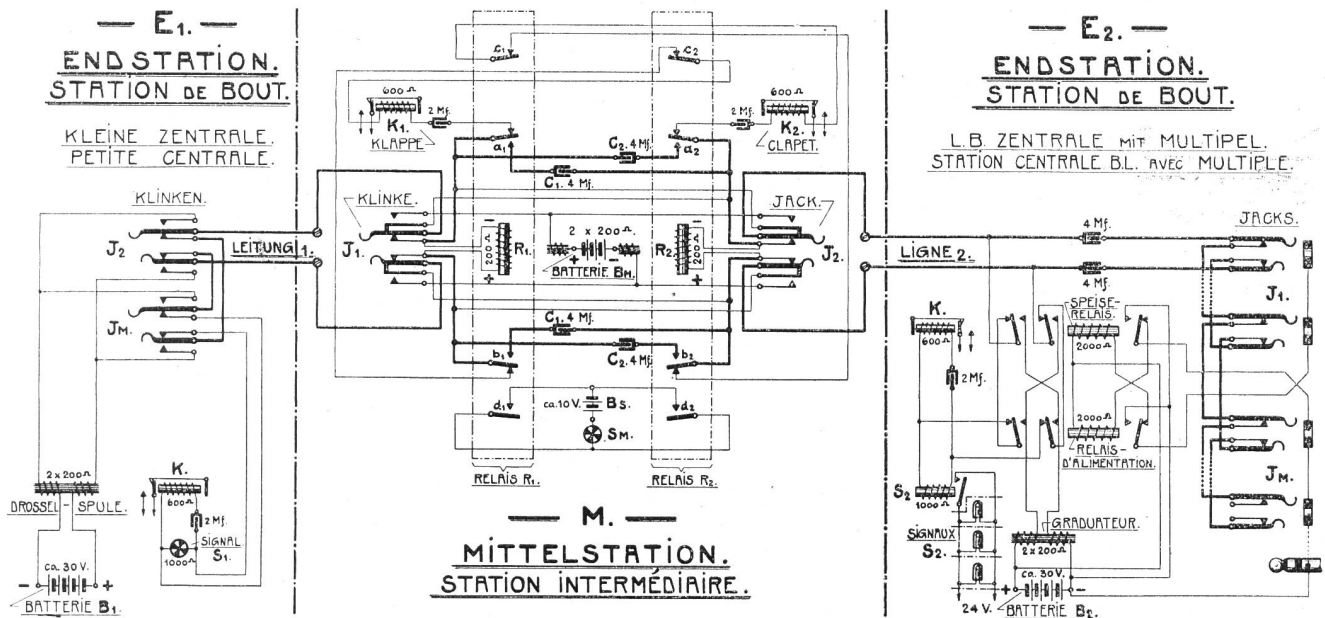 — E1. —
ENDSTATION.
STATION DE BOUT.
KLEINE ZENTRALE.
PETITE CENTRALE.
KLINKEN.
J2
JM.
LEITUNG 1.
2 x 200 Ω
DROSSEL-SPULE.
ca. 30 V.
BATTERIE B1.
K.
600 Ω
2 Mf.
SIGNAL
S1.
1000 Ω
c1
c2
600 Ω
K1.
KLAPPE
2 Mf.
a1
2 Mf.
600 Ω
K2.
CLAPET.
a2
C2. 4 Mf.
C1. 4 Mf.
KLINKE.
J1.
R1.
200 Ω
2 x 200 Ω
BATTERIE BM.
R2
200 Ω
JACK.
J2.
C1. 4 Mf.
C2. 4 Mf.
b1
b2
d1
ca. 10 V.
BS.
SM.
d2
RELAIS R1.
RELAIS R2.
— M. —
MITTELSTATION.
STATION INTERMÉDIAIRE.
— E2. —
ENDSTATION.
STATION DE BOUT.
L.B. ZENTRALE MIT MULTIPEL.
STATION CENTRALE B.L. AVEC MULTIPLE.
LIGNE 2.
4 Mf.
4 Mf.
JACKS.
J1.
JM.
K.
600 Ω
2 Mf.
SPEISE-
RELAIS.
2000 Ω
2000 Ω
RELAIS-
D'ALIMENTATION.
S2
1000 Ω
SIGNAUX
S2.
24 V.
GRADUATEUR.
2 x 200 Ω
ca. 30 V.
BATTERIE B2.